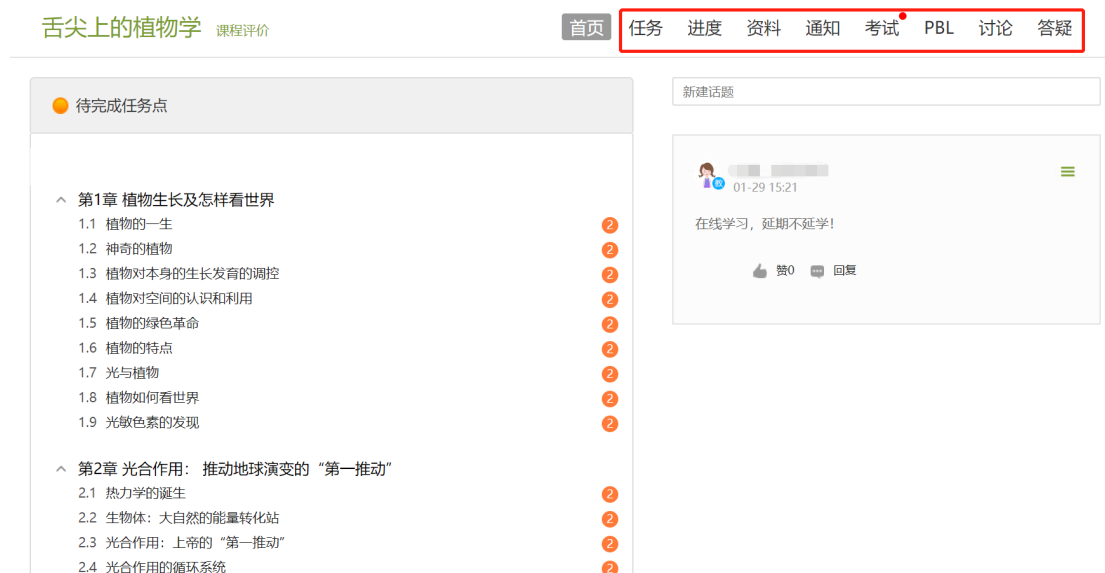 舌尖上的植物学 课程评价
首页 任务 进度 资料 通知 考试 PBL 讨论 答疑
待完成任务点
第1章 植物生长及怎样看世界
1.1 植物的一生 2
1.2 神奇的植物 2
1.3 植物对本身的生长发育的调控 2
1.4 植物对空间的认识和利用 2
1.5 植物的绿色革命 2
1.6 植物的特点 2
1.7 光与植物 2
1.8 植物如何看世界 2
1.9 光敏色素的发现 2
第2章 光合作用： 推动地球演变的“第一推动”
2.1 热力学的诞生 2
2.2 生物体：大自然的能量转化站 2
2.3 光合作用：上帝的“第一推动” 2
2.4 光合作用的循环系统 2
新建话题
教
01-29 15:21
在线学习，延期不延学！
赞0 回复